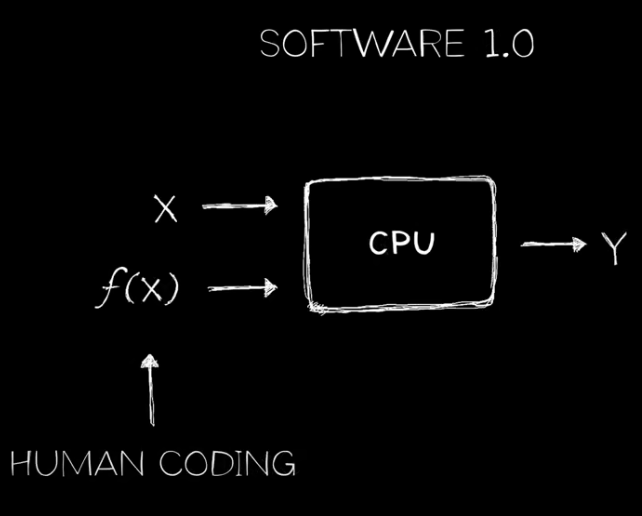 SOFTWARE 1.0
X
CPU
Y
f(x)
HUMAN CODING